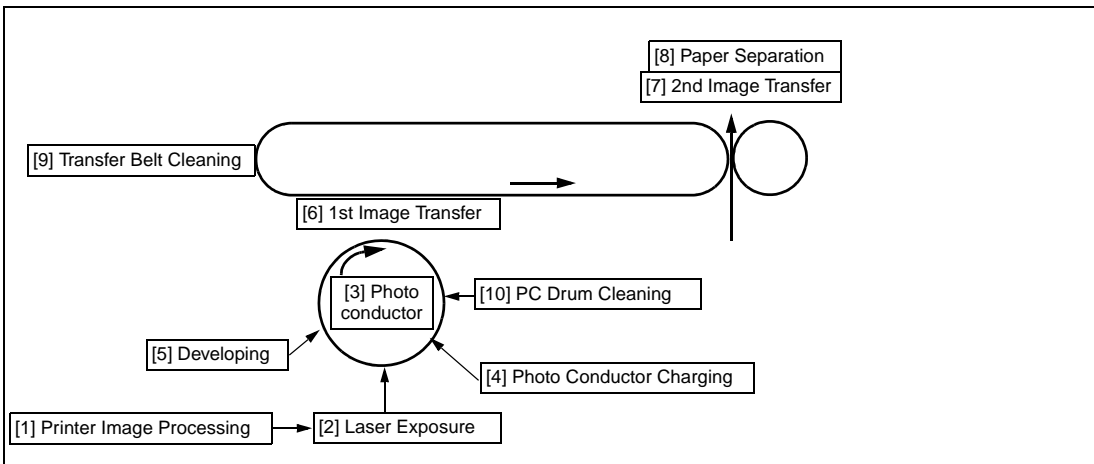 [8] Paper Separation
[7] 2nd Image Transfer
[9] Transfer Belt Cleaning
[6] 1st Image Transfer
[3] Photo
conductor
[10] PC Drum Cleaning
[5] Developing
[4] Photo Conductor Charging
[1] Printer Image Processing
[2] Laser Exposure